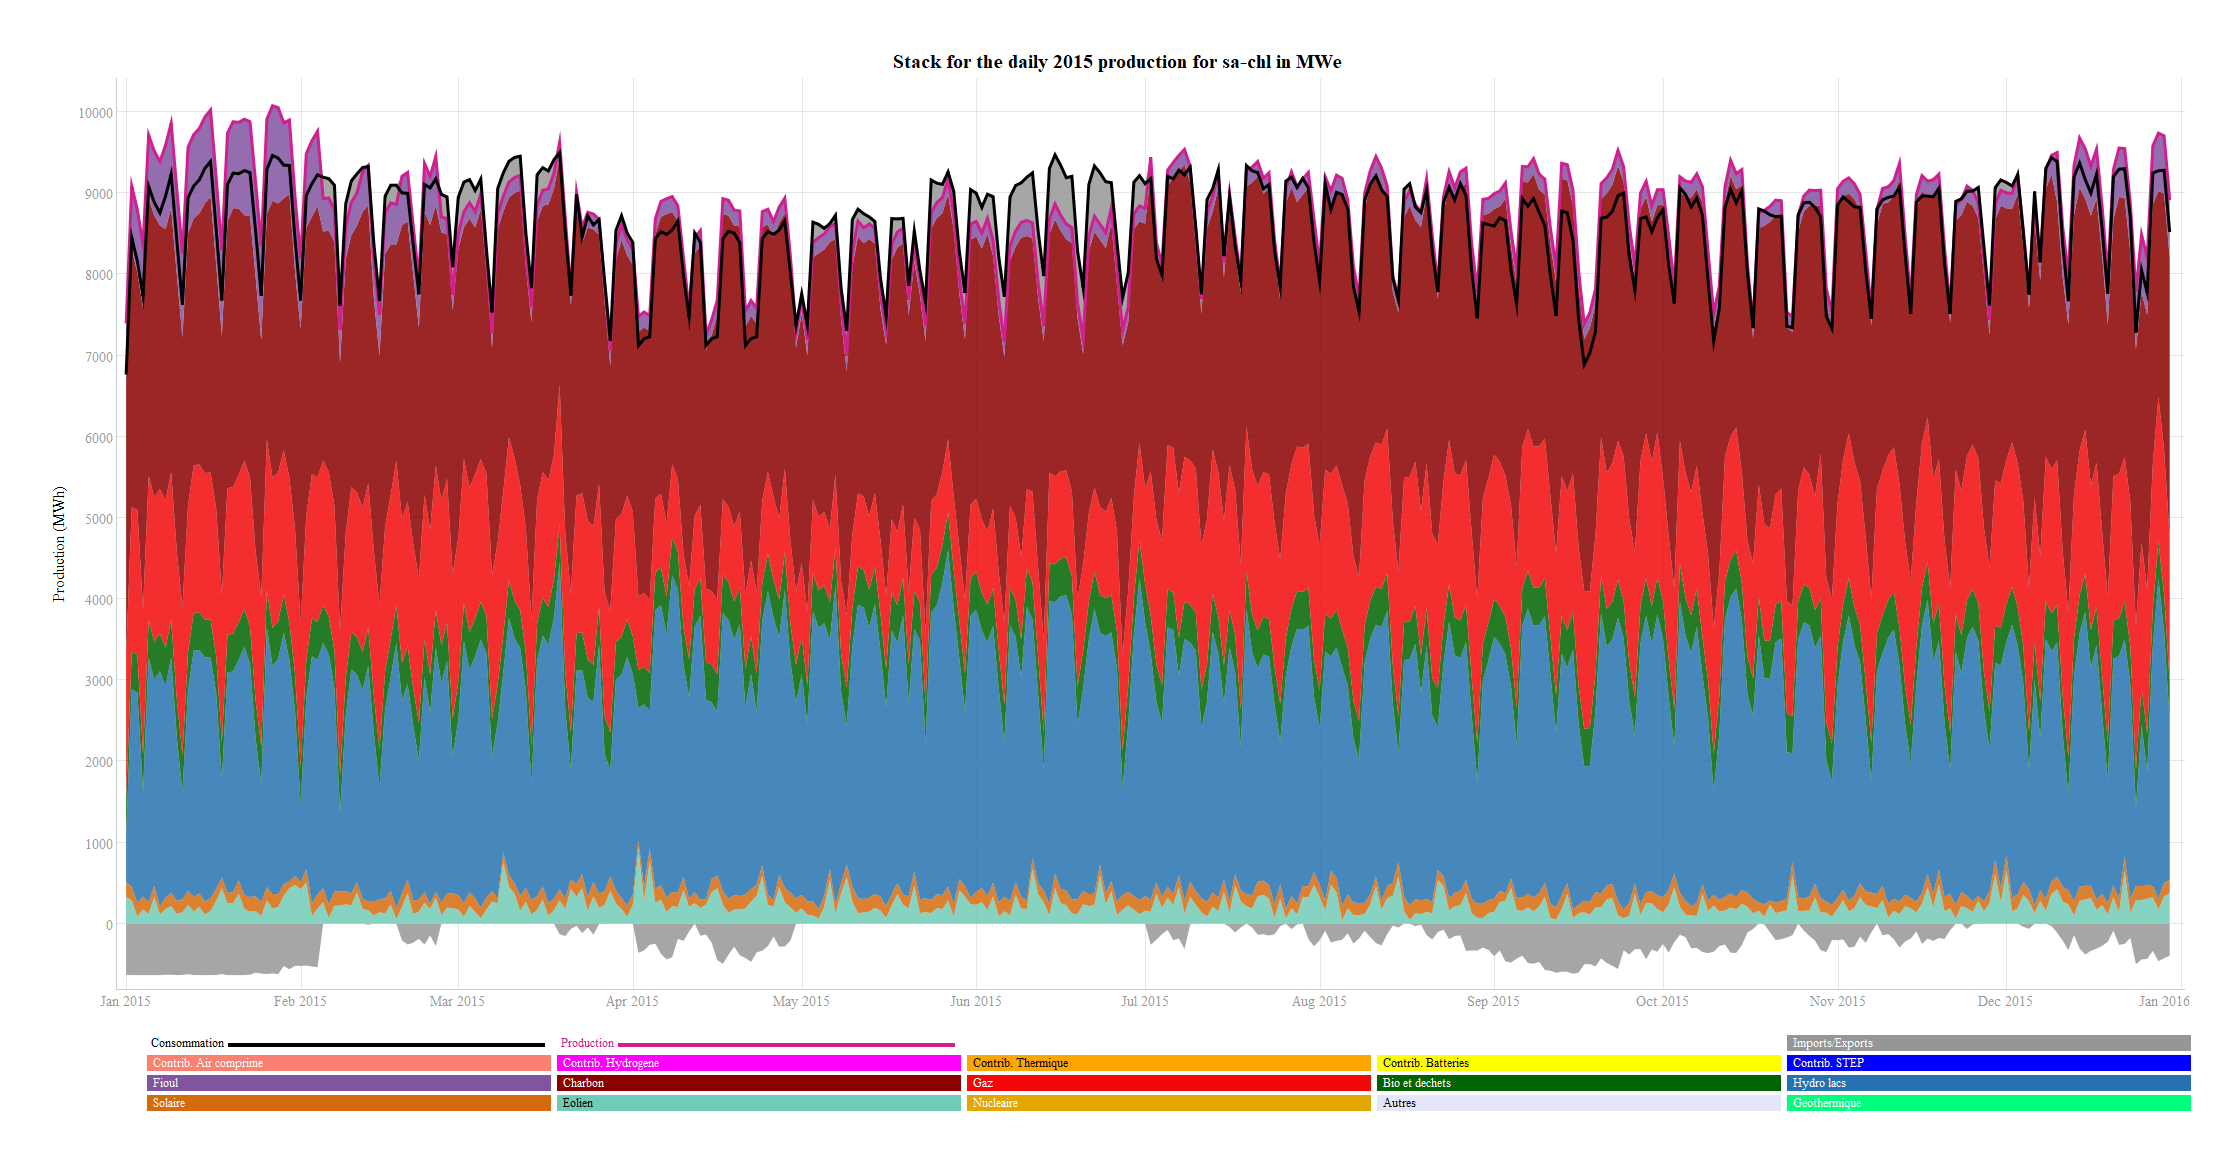 Stack for the daily 2015 production for sa-chl in MWe
Production (MWh)
10000
9000
8000
7000
6000
5000
4000
3000
2000
1000
0
Jan 2015 Feb 2015 Mar 2015 Apr 2015 May 2015 Jun 2015 Jul 2015 Aug 2015 Sep 2015 Oct 2015 Nov 2015 Dec 2015 Jan 2016
Consommation Production Imports/Exports
Contrib. Air comprime Contrib. Hydrogene Contrib. Thermique Contrib. Batteries Contrib. STEP
Fioul Charbon Gaz Bio et dechets Hydro lacs
Solaire Eolien Nucleaire Autres Geothermique